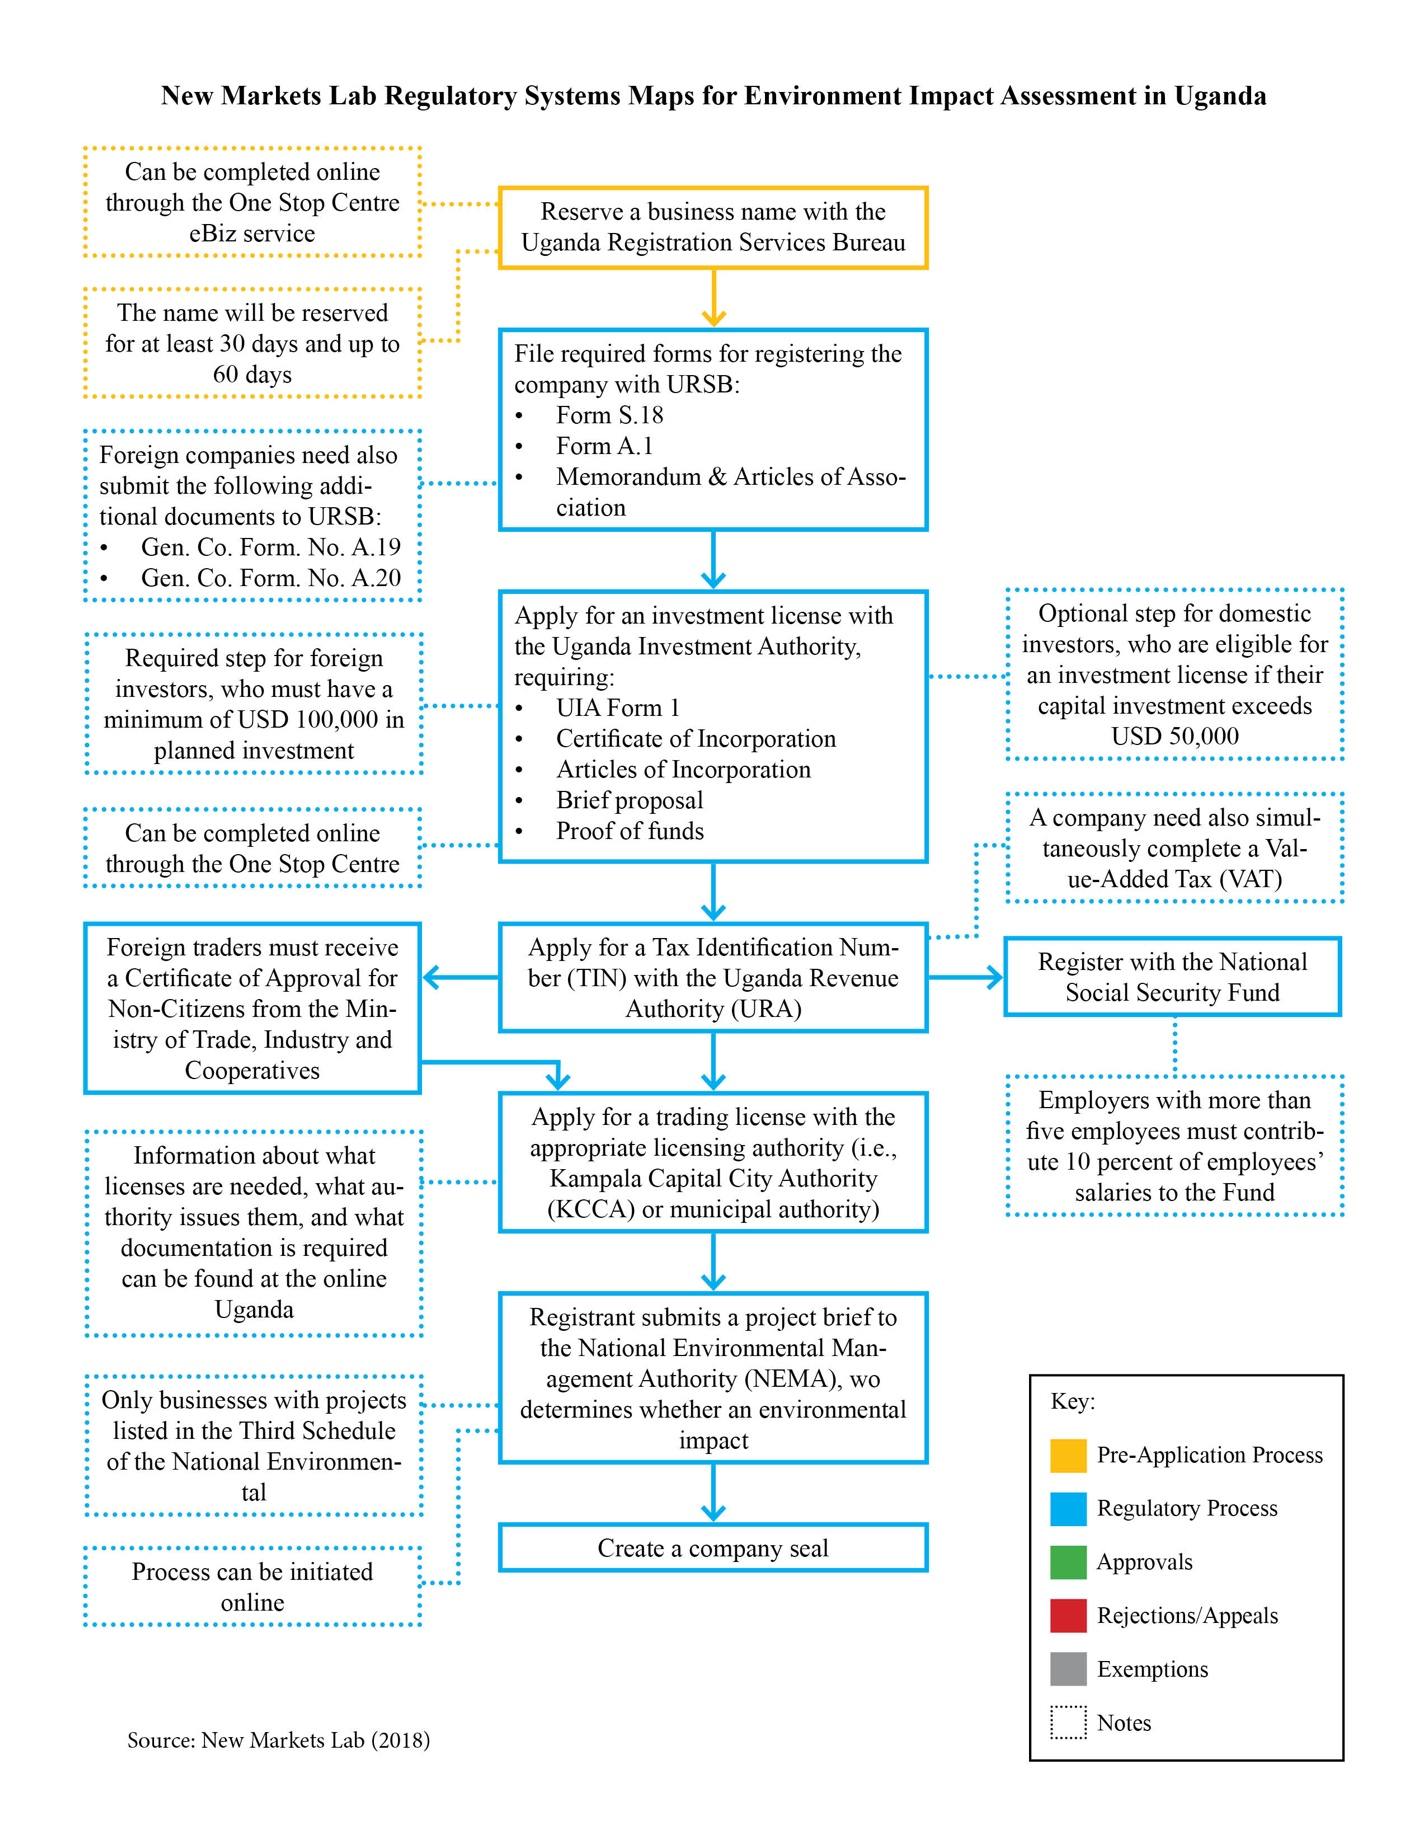 New Markets Lab Regulatory Systems Maps for Environment Impact Assessment in Uganda
Can be completed online
through the One Stop Centre
eBiz service
Reserve a business name with the
Uganda Registration Services Bureau
The name will be reserved
for at least 30 days and up to
60 days
File required forms for registering the
company with URSB:
• Form S.18
• Form A.1
• Memorandum & Articles of Asso-
ciation
Foreign companies need also
submit the following addi-
tional documents to URSB:
• Gen. Co. Form. No. A.19
• Gen. Co. Form. No. A.20
Apply for an investment license with
the Uganda Investment Authority,
requiring:
• UIA Form 1
• Certificate of Incorporation
• Articles of Incorporation
• Brief proposal
• Proof of funds
Optional step for domestic
investors, who are eligible for
an investment license if their
capital investment exceeds
USD 50,000
Required step for foreign
investors, who must have a
minimum of USD 100,000 in
planned investment
Can be completed online
through the One Stop Centre
A company need also simul-
taneously complete a Val-
ue-Added Tax (VAT)
Foreign traders must receive
a Certificate of Approval for
Non-Citizens from the Min-
istry of Trade, Industry and
Cooperatives
Apply for a Tax Identification Num-
ber (TIN) with the Uganda Revenue
Authority (URA)
Register with the National
Social Security Fund
Employers with more than
five employees must contrib-
ute 10 percent of employees’
salaries to the Fund
Apply for a trading license with the
appropriate licensing authority (i.e.,
Kampala Capital City Authority
(KCCA) or municipal authority)
Information about what
licenses are needed, what au-
thority issues them, and what
documentation is required
can be found at the online
Uganda
Registrant submits a project brief to
the National Environmental Man-
agement Authority (NEMA), wo
determines whether an environmental
impact
Only businesses with projects
listed in the Third Schedule
of the National Environmen-
tal
Process can be initiated
online
Create a company seal
Key:
Pre-Application Process
Regulatory Process
Approvals
Rejections/Appeals
Exemptions
Notes
Source: New Markets Lab (2018)